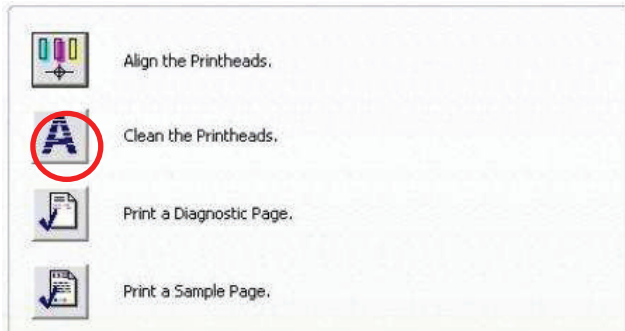 Align the Printheads.
A
Clean the Printheads.
Print a Diagnostic Page.
Print a Sample Page.